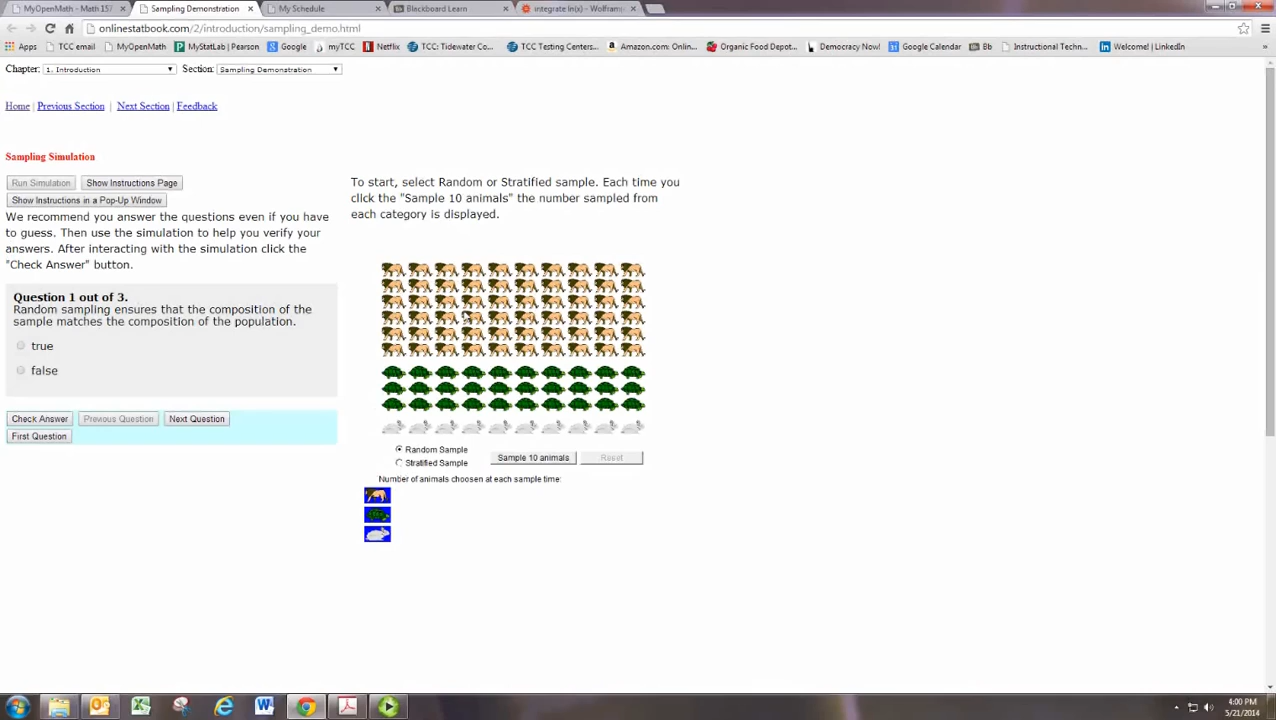 MyOpenMath - Math 15
Sampling Demonstration
My Schedule
Blackboard Learn
integrate ln(x) - Wolfram
onlinestatbook.com/2/introduction/sampling_demo.html
Apps TCC email MyOpenMath MyStatLab | Pearson Google myTCC Netflix TCC: Tidewater Co... TCC Testing Centers... Amazon.com: Onlin... Organic Food Depot... Democracy Now! Google Calendar Bb Instructional Techn... Welcome! | LinkedIn »
Chapter: 1. Introduction Section: Sampling Demonstration
Home | Previous Section | Next Section | Feedback
Sampling Simulation
Run Simulation Show Instructions Page
Show Instructions in a Pop-Up Window
We recommend you answer the questions even if you have
to guess. Then use the simulation to help you verify your
answers. After interacting with the simulation click the
"Check Answer" button.
Question 1 out of 3.
Random sampling ensures that the composition of the
sample matches the composition of the population.
true
false
Check Answer Previous Question Next Question
First Question
To start, select Random or Stratified sample. Each time you
click the "Sample 10 animals" the number sampled from
each category is displayed.
Random Sample
Stratified Sample
Sample 10 animals Reset
Number of animals choosen at each sample time:
4:00 PM
5/21/2014